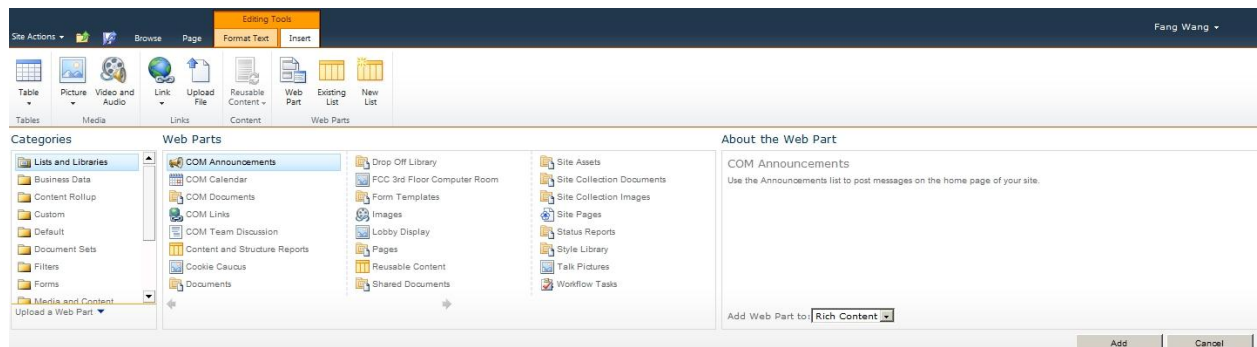 Editing Tools
Fang Wang
Site Actions
Browse
Page
Format Text
Insert
Table
Picture
Video and Audio
Link
Upload File
Reusable Content
Web Part
Existing List
New List
Tables
Media
Links
Content
Web Parts
Categories
Lists and Libraries
Business Data
Content Rollup
Custom
Default
Document Sets
Filters
Forms
Media and Content
Upload a Web Part
Web Parts
COM Announcements
COM Calendar
COM Documents
COM Links
COM Team Discussion
Content and Structure Reports
Cookie Caucus
Documents
Drop Off Library
FCC 3rd Floor Computer Room
Form Templates
Images
Lobby Display
Pages
Reusable Content
Shared Documents
Site Assets
Site Collection Documents
Site Collection Images
Site Pages
Status Reports
Style Library
Talk Pictures
Workflow Tasks
About the Web Part
COM Announcements
Use the Announcements list to post messages on the home page of your site.
Add Web Part to: Rich Content
Add
Cancel